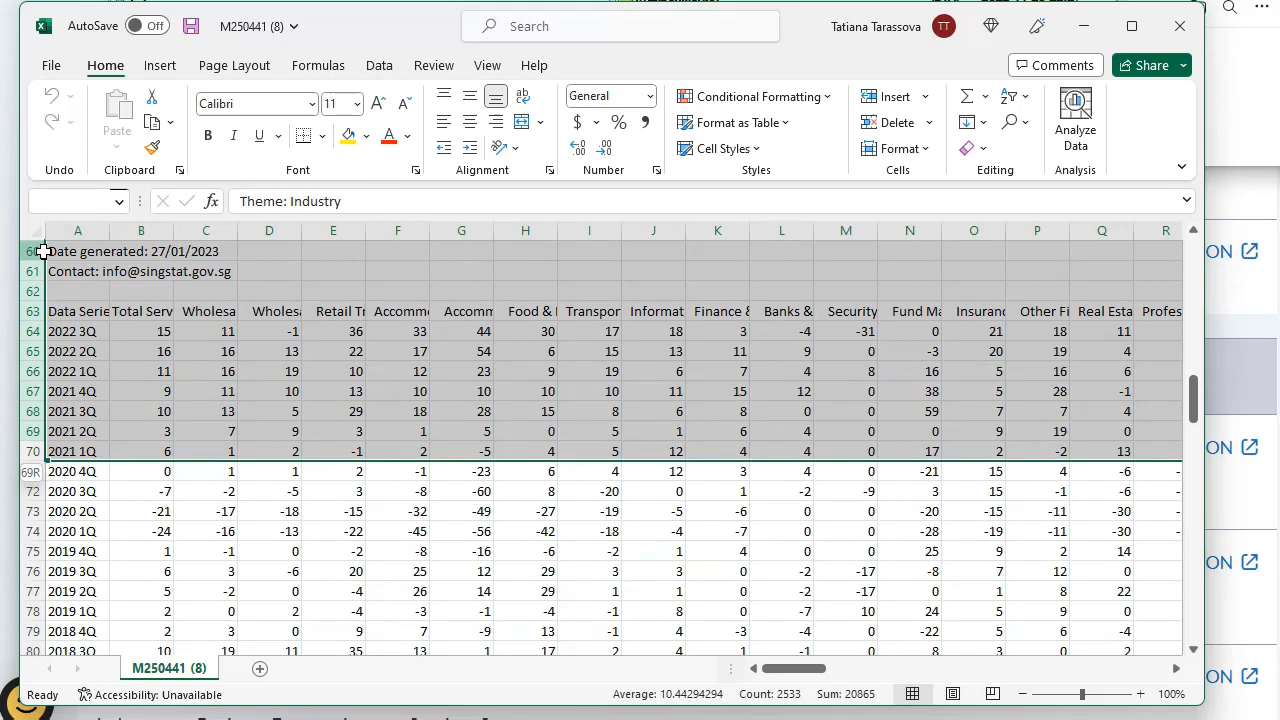 AutoSave Off M250441 (8) Search Tatiana Tarassova TT
File Home Insert Page Layout Formulas Data Review View Help Comments Share
Paste Calibri 11 General Conditional Formatting Insert
$ % Format as Table Delete Analyze Data
B I U A Cell Styles Format
Undo Clipboard Font Alignment Number Styles Cells Editing Analysis
fx Theme: Industry
A B C D E F G H I J K L M N O P Q R
60 Date generated: 27/01/2023
61 Contact: info@singstat.gov.sg
62
63 Data Serie Total Serv Wholesa Wholesa Retail Tr Accomm Accomm Food & Transpor Informat Finance & Banks & Security Fund Ma Insuranc Other Fi Real Esta Profes
64 2022 3Q 15 11 -1 36 33 44 30 17 18 3 -4 -31 0 21 18 11
65 2022 2Q 16 16 13 22 17 54 6 15 13 11 9 0 -3 20 19 4
66 2022 1Q 11 16 19 10 12 23 9 19 6 7 4 8 16 5 16 6
67 2021 4Q 9 11 10 13 10 10 10 10 11 15 12 0 38 5 28 -1
68 2021 3Q 10 13 5 29 18 28 15 8 6 8 0 0 59 7 7 4
69 2021 2Q 3 7 9 3 1 5 0 5 1 6 4 0 0 9 19 0
70 2021 1Q 6 1 2 -1 2 -5 4 5 12 4 4 0 17 2 -2 13
69R 2020 4Q 0 1 1 2 -1 -23 6 4 12 3 4 0 -21 15 4 -6 -
72 2020 3Q -7 -2 -5 3 -8 -60 8 -20 0 1 -2 -9 3 15 -1 -6 -
73 2020 2Q -21 -17 -18 -15 -32 -49 -27 -19 -5 -6 0 0 -20 -15 -11 -30 -
74 2020 1Q -24 -16 -13 -22 -45 -56 -42 -18 -4 -7 0 0 -28 -19 -11 -30 -
75 2019 4Q 1 -1 0 -2 -8 -16 -6 -2 1 4 0 0 25 9 2 14
76 2019 3Q 6 3 -6 20 25 12 29 3 3 0 -2 -17 -8 7 12 0
77 2019 2Q 5 -2 0 -4 26 14 29 1 1 0 -2 -17 0 1 8 22
78 2019 1Q 2 0 2 -4 -3 -1 -4 -1 8 0 -7 10 24 5 9 0
79 2018 4Q 2 3 0 9 7 -9 13 -1 4 -3 -4 0 -22 5 6 -4
80 2018 3Q 10 19 11 35 13 1 17 2 4 1 -1 0 8 3 0 2
M250441 (8)
Ready Accessibility: Unavailable Average: 10.44294294 Count: 2533 Sum: 20865 100%
ON
ON
ON
ON